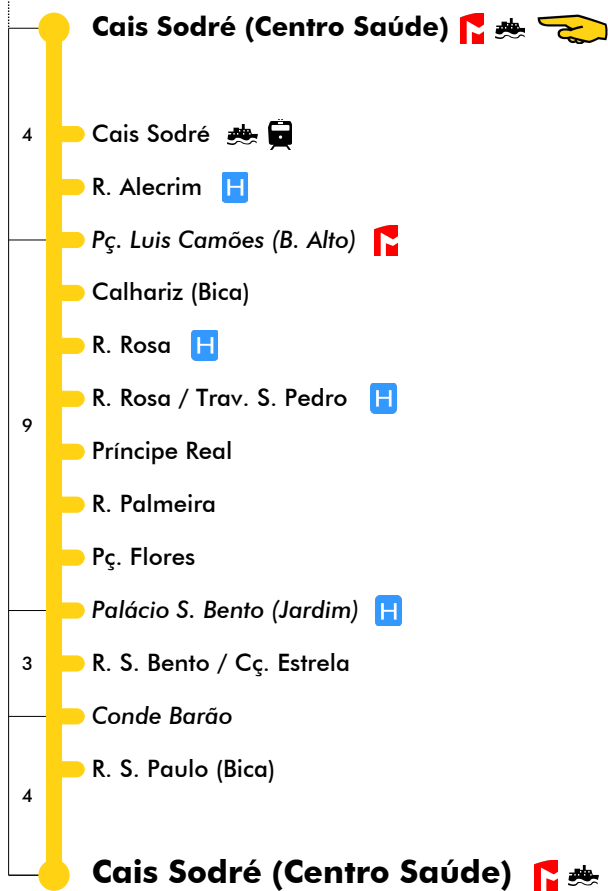 Cais Sodré (Centro Saúde)
4
Cais Sodré
R. Alecrim H
Pç. Luis Camões (B. Alto)
Calhariz (Bica)
R. Rosa H
R. Rosa / Trav. S. Pedro H
9
Príncipe Real
R. Palmeira
Pç. Flores
Palácio S. Bento (Jardim) H
3
R. S. Bento / Cç. Estrela
Conde Barão
R. S. Paulo (Bica)
4
Cais Sodré (Centro Saúde)